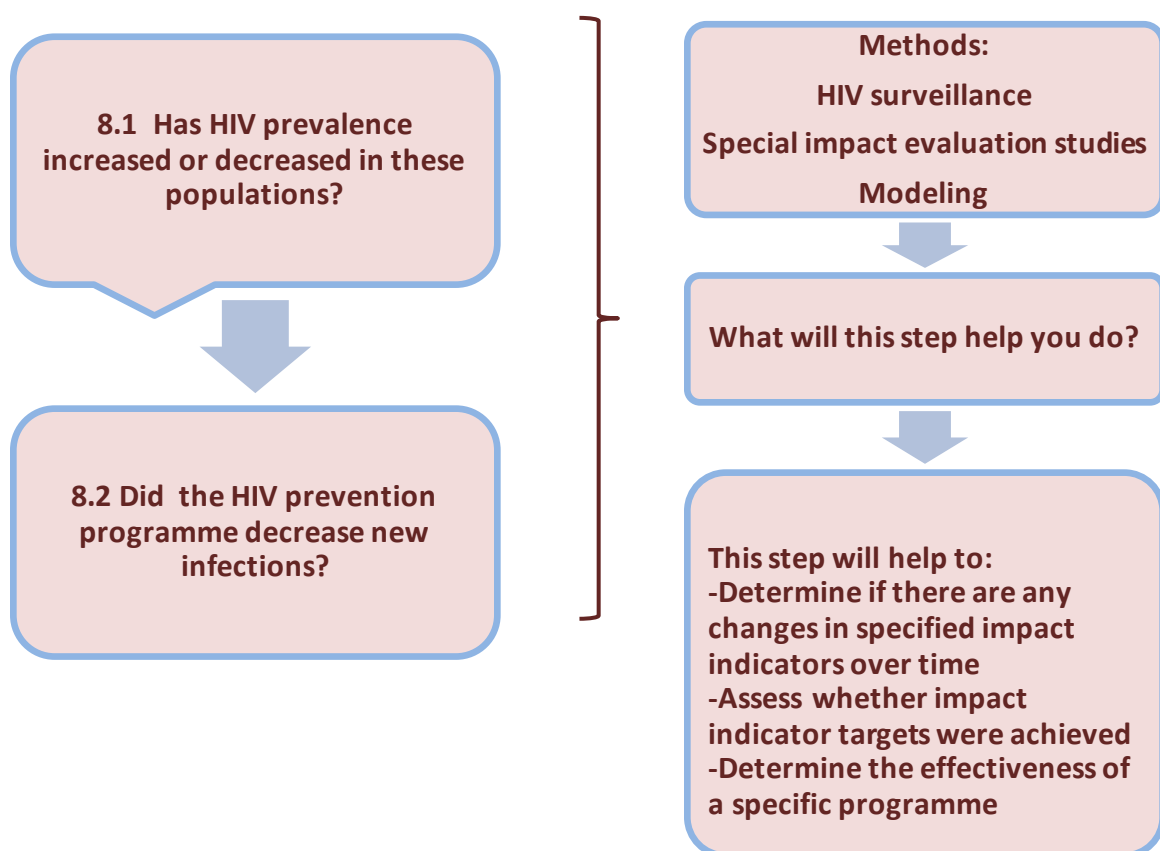 8.1 Has HIV prevalence
increased or decreased in these
populations?
8.2 Did the HIV prevention
programme decrease new
infections?
Methods:
HIV surveillance
Special impact evaluation studies
Modeling
What will this step help you do?
This step will help to:
-Determine if there are any
changes in specified impact
indicators over time
-Assess whether impact
indicator targets were achieved
-Determine the effectiveness of
a specific programme